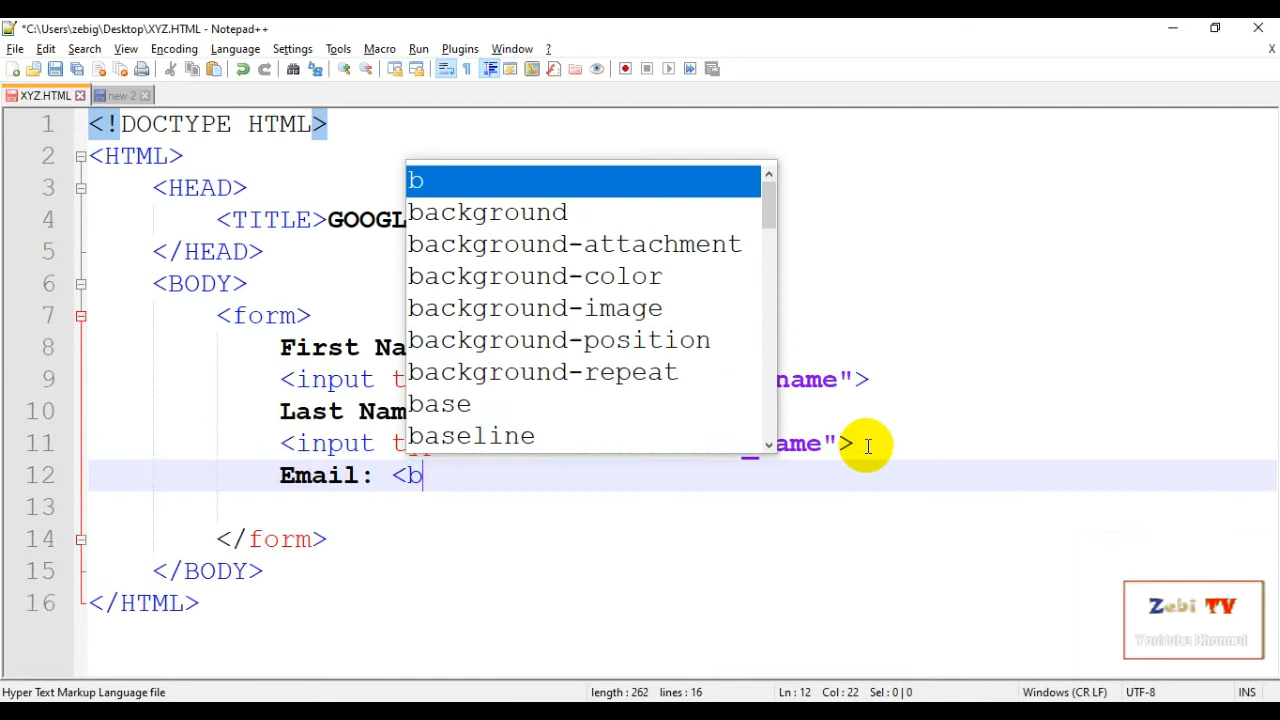 *C:\Users\zebig\Desktop\XYZ.HTML - Notepad++
File Edit Search View Encoding Language Settings Tools Macro Run Plugins Window ? X
XYZ.HTML new 2
1 <!DOCTYPE HTML>
2 <HTML>
3 <HEAD>
4 <TITLE>GOOGL
5 </HEAD>
6 <BODY>
7 <form>
8 First Na
9 <input t name">
10 Last Nam
11 <input _name">
12 Email: <b
13
14 </form>
15 </BODY>
16 </HTML>
b
background
background-attachment
background-color
background-image
background-position
background-repeat
base
baseline
Zebi TV
Youtube Khannel
Hyper Text Markup Language file length : 262 lines : 16 Ln : 12 Col : 22 Sel : 0 | 0 Windows (CR LF) UTF-8 INS